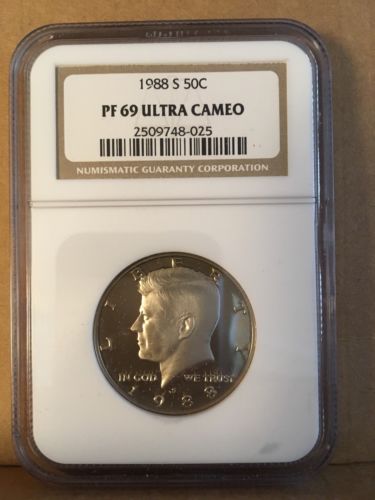 1988 S 50C
PF 69 ULTRA CAMEO
2509748-025
NUMISMATIC GUARANTY CORPORATION
LIBERTY
IN GOD WE TRUST
S
1988